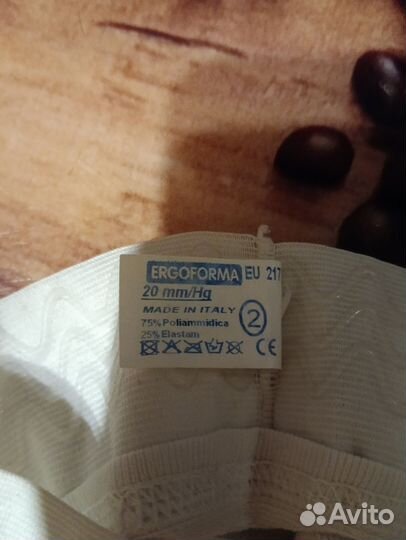 ERGOFORMA EU 217
20 mm/Hg
MADE IN ITALY
75% Poliammidica
25% Elastam
2
CE
Avito